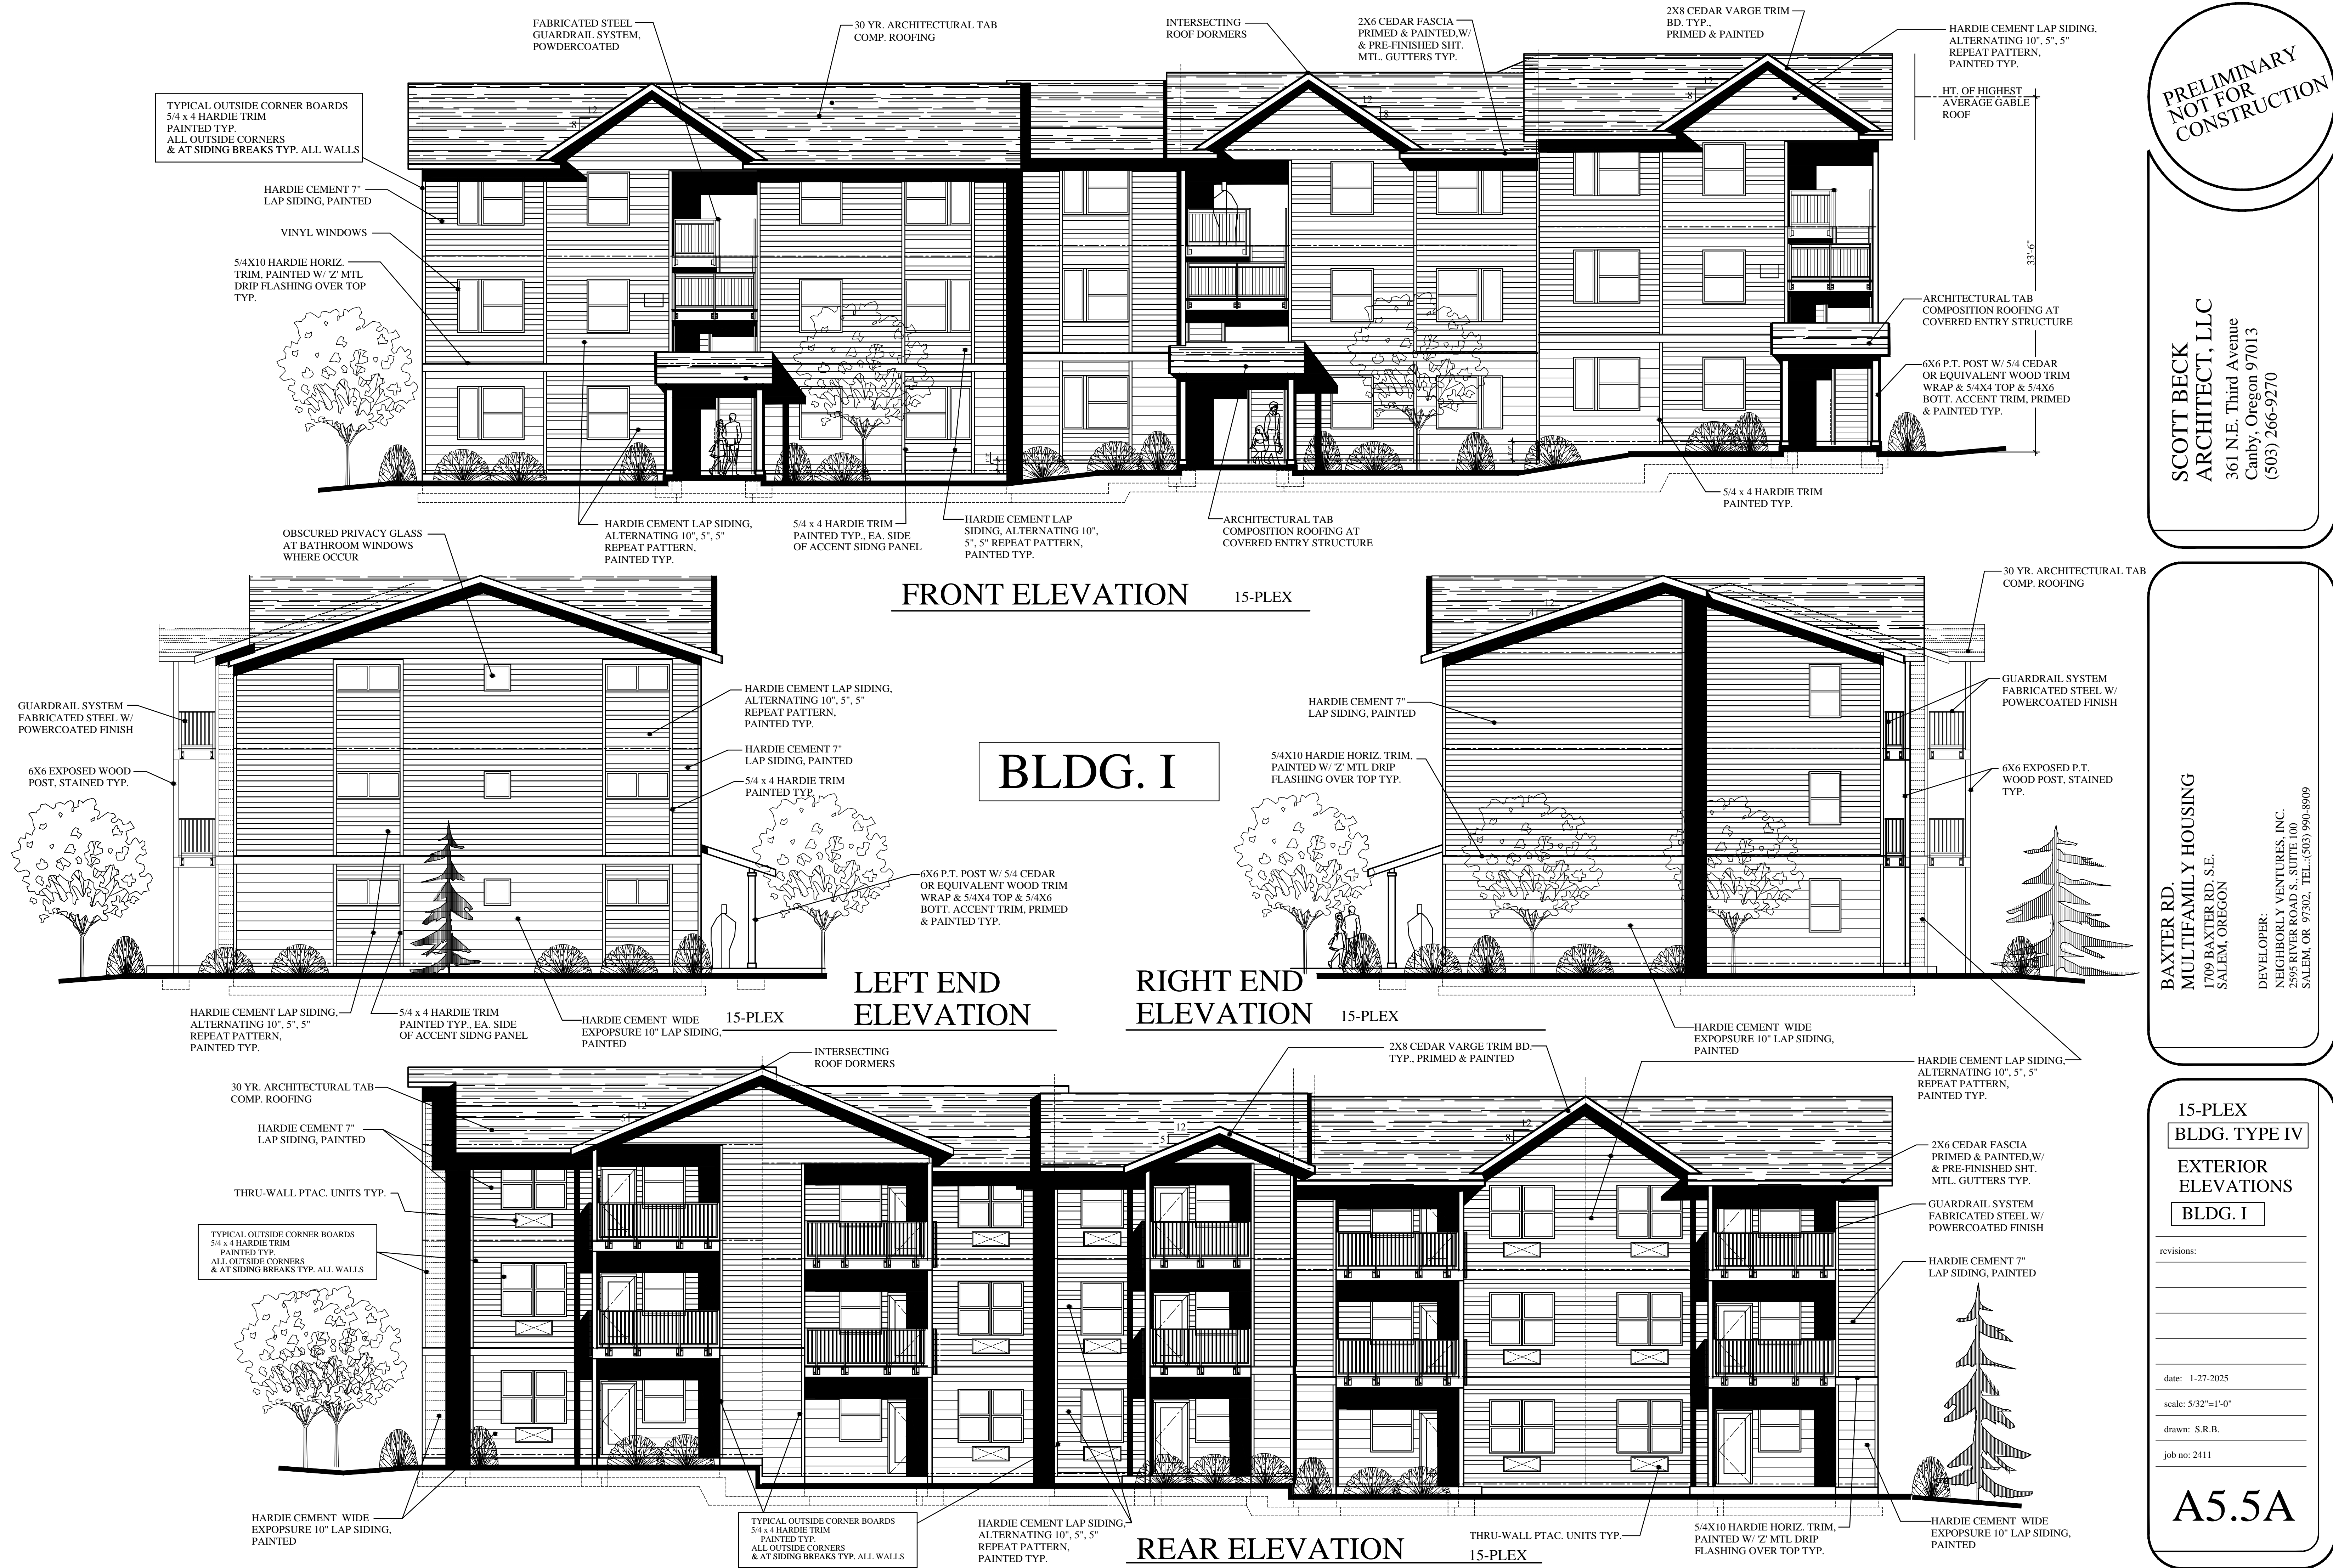 FABRICATED STEEL
GUARDRAIL SYSTEM,
POWDERCOATED
30 YR. ARCHITECTURAL TAB
COMP. ROOFING
INTERSECTING
ROOF DORMERS
2X6 CEDAR FASCIA
PRIMED & PAINTED,W/
& PRE-FINISHED SHT.
MTL. GUTTERS TYP.
2X8 CEDAR VARGE TRIM
BD. TYP.,
PRIMED & PAINTED
HARDIE CEMENT LAP SIDING,
ALTERNATING 10", 5", 5"
REPEAT PATTERN,
PAINTED TYP.
HT. OF HIGHEST
AVERAGE GABLE
ROOF
TYPICAL OUTSIDE CORNER BOARDS
5/4 x 4 HARDIE TRIM
PAINTED TYP.
ALL OUTSIDE CORNERS
& AT SIDING BREAKS TYP. ALL WALLS
HARDIE CEMENT 7"
LAP SIDING, PAINTED
VINYL WINDOWS
5/4X10 HARDIE HORIZ.
TRIM, PAINTED W/ 'Z' MTL
DRIP FLASHING OVER TOP
TYP.
12
8
12
8
12
8
33'-6"
ARCHITECTURAL TAB
COMPOSITION ROOFING AT
COVERED ENTRY STRUCTURE
6X6 P.T. POST W/ 5/4 CEDAR
OR EQUIVALENT WOOD TRIM
WRAP & 5/4X4 TOP & 5/4X6
BOTT. ACCENT TRIM, PRIMED
& PAINTED TYP.
5/4 x 4 HARDIE TRIM
PAINTED TYP.
HARDIE CEMENT LAP SIDING,
ALTERNATING 10", 5", 5"
REPEAT PATTERN,
PAINTED TYP.
5/4 x 4 HARDIE TRIM
PAINTED TYP., EA. SIDE
OF ACCENT SIDNG PANEL
HARDIE CEMENT LAP
SIDING, ALTERNATING 10",
5", 5" REPEAT PATTERN,
PAINTED TYP.
ARCHITECTURAL TAB
COMPOSITION ROOFING AT
COVERED ENTRY STRUCTURE
FRONT ELEVATION 15-PLEX
OBSCURED PRIVACY GLASS
AT BATHROOM WINDOWS
WHERE OCCUR
GUARDRAIL SYSTEM
FABRICATED STEEL W/
POWERCOATED FINISH
6X6 EXPOSED WOOD
POST, STAINED TYP.
HARDIE CEMENT LAP SIDING,
ALTERNATING 10", 5", 5"
REPEAT PATTERN,
PAINTED TYP.
HARDIE CEMENT 7"
LAP SIDING, PAINTED
5/4 x 4 HARDIE TRIM
PAINTED TYP.
6X6 P.T. POST W/ 5/4 CEDAR
OR EQUIVALENT WOOD TRIM
WRAP & 5/4X4 TOP & 5/4X6
BOTT. ACCENT TRIM, PRIMED
& PAINTED TYP.
HARDIE CEMENT LAP SIDING,
ALTERNATING 10", 5", 5"
REPEAT PATTERN,
PAINTED TYP.
5/4 x 4 HARDIE TRIM
PAINTED TYP., EA. SIDE
OF ACCENT SIDNG PANEL
HARDIE CEMENT WIDE
EXPOPSURE 10" LAP SIDING,
PAINTED
15-PLEX
LEFT END
ELEVATION
BLDG. I
30 YR. ARCHITECTURAL TAB
COMP. ROOFING
12
4
HARDIE CEMENT 7"
LAP SIDING, PAINTED
5/4X10 HARDIE HORIZ. TRIM,
PAINTED W/ 'Z' MTL DRIP
FLASHING OVER TOP TYP.
GUARDRAIL SYSTEM
FABRICATED STEEL W/
POWERCOATED FINISH
6X6 EXPOSED P.T.
WOOD POST, STAINED
TYP.
RIGHT END
ELEVATION 15-PLEX
HARDIE CEMENT WIDE
EXPOPSURE 10" LAP SIDING,
PAINTED
HARDIE CEMENT LAP SIDING,
ALTERNATING 10", 5", 5"
REPEAT PATTERN,
PAINTED TYP.
INTERSECTING
ROOF DORMERS
2X8 CEDAR VARGE TRIM BD.
TYP., PRIMED & PAINTED
30 YR. ARCHITECTURAL TAB
COMP. ROOFING
HARDIE CEMENT 7"
LAP SIDING, PAINTED
THRU-WALL PTAC. UNITS TYP.
TYPICAL OUTSIDE CORNER BOARDS
5/4 x 4 HARDIE TRIM
PAINTED TYP.
ALL OUTSIDE CORNERS
& AT SIDING BREAKS TYP. ALL WALLS
12
5
12
5
12
8
2X6 CEDAR FASCIA
PRIMED & PAINTED,W/
& PRE-FINISHED SHT.
MTL. GUTTERS TYP.
GUARDRAIL SYSTEM
FABRICATED STEEL W/
POWERCOATED FINISH
HARDIE CEMENT 7"
LAP SIDING, PAINTED
HARDIE CEMENT WIDE
EXPOPSURE 10" LAP SIDING,
PAINTED
TYPICAL OUTSIDE CORNER BOARDS
5/4 x 4 HARDIE TRIM
PAINTED TYP.
ALL OUTSIDE CORNERS
& AT SIDING BREAKS TYP. ALL WALLS
HARDIE CEMENT LAP SIDING,
ALTERNATING 10", 5", 5"
REPEAT PATTERN,
PAINTED TYP.
REAR ELEVATION 15-PLEX
THRU-WALL PTAC. UNITS TYP.
5/4X10 HARDIE HORIZ. TRIM,
PAINTED W/ 'Z' MTL DRIP
FLASHING OVER TOP TYP.
HARDIE CEMENT WIDE
EXPOPSURE 10" LAP SIDING,
PAINTED
PRELIMINARY
NOT FOR
CONSTRUCTION
SCOTT BECK
ARCHITECT, LLC
361 N.E. Third Avenue
Canby, Oregon 97013
(503) 266-9270
BAXTER RD.
MULTIFAMILY HOUSING
1709 BAXTER RD. S.E.
SALEM, OREGON
DEVELOPER:
NEIGHBORLY VENTURES, INC.
2595 RIVER ROAD S., SUITE 100
SALEM, OR 97302, TEL.:(503) 990-8909
15-PLEX
BLDG. TYPE IV
EXTERIOR
ELEVATIONS
BLDG. I
revisions:
date: 1-27-2025
scale: 5/32"=1'-0"
drawn: S.R.B.
job no: 2411
A5.5A